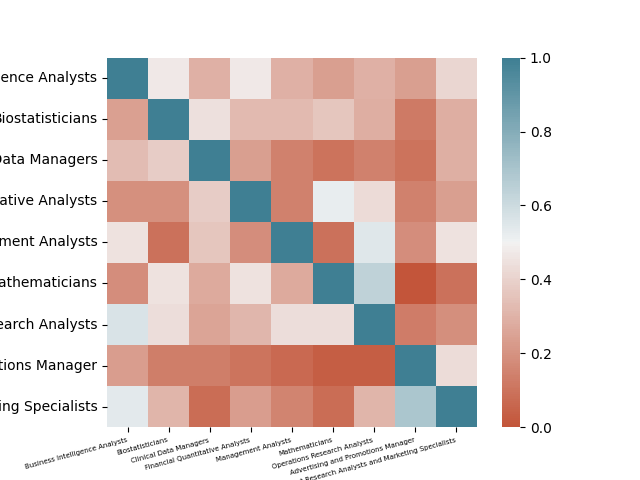 ence Analysts
Biostatisticians
Data Managers
ative Analysts
ment Analysts
athematicians
earch Analysts
tions Manager
ing Specialists
Business Intelligence Analysts
Biostatisticians
Clinical Data Managers
Financial Quantitative Analysts
Management Analysts
Mathematicians
Operations Research Analysts
Advertising and Promotions Manager
Research Analysts and Marketing Specialists
1.0
0.8
0.6
0.4
0.2
0.0